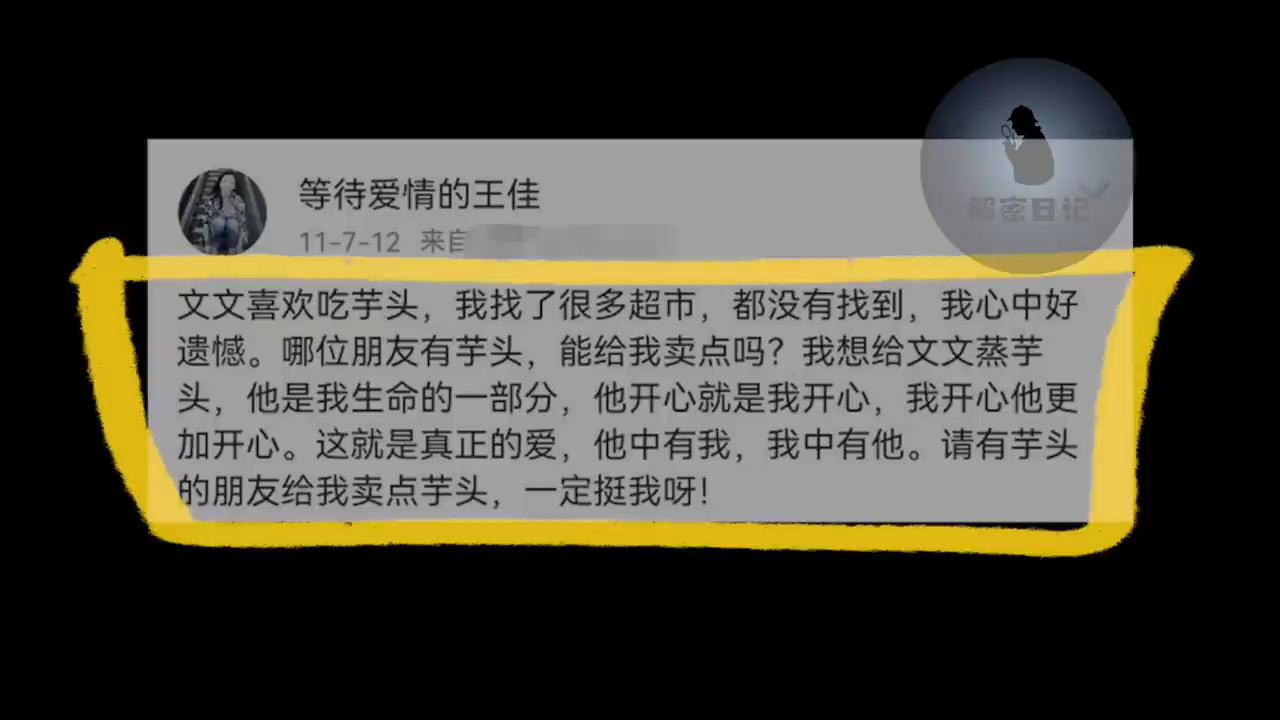 解密日记
等待爱情的王佳
11-7-12 来自
文文喜欢吃芋头，我找了很多超市，都没有找到，我心中好
遗憾。哪位朋友有芋头，能给我卖点吗？我想给文文蒸芋
头，他是我生命的一部分，他开心就是我开心，我开心他更
加开心。这就是真正的爱，他中有我，我中有他。请有芋头
的朋友给我卖点芋头，一定挺我呀！